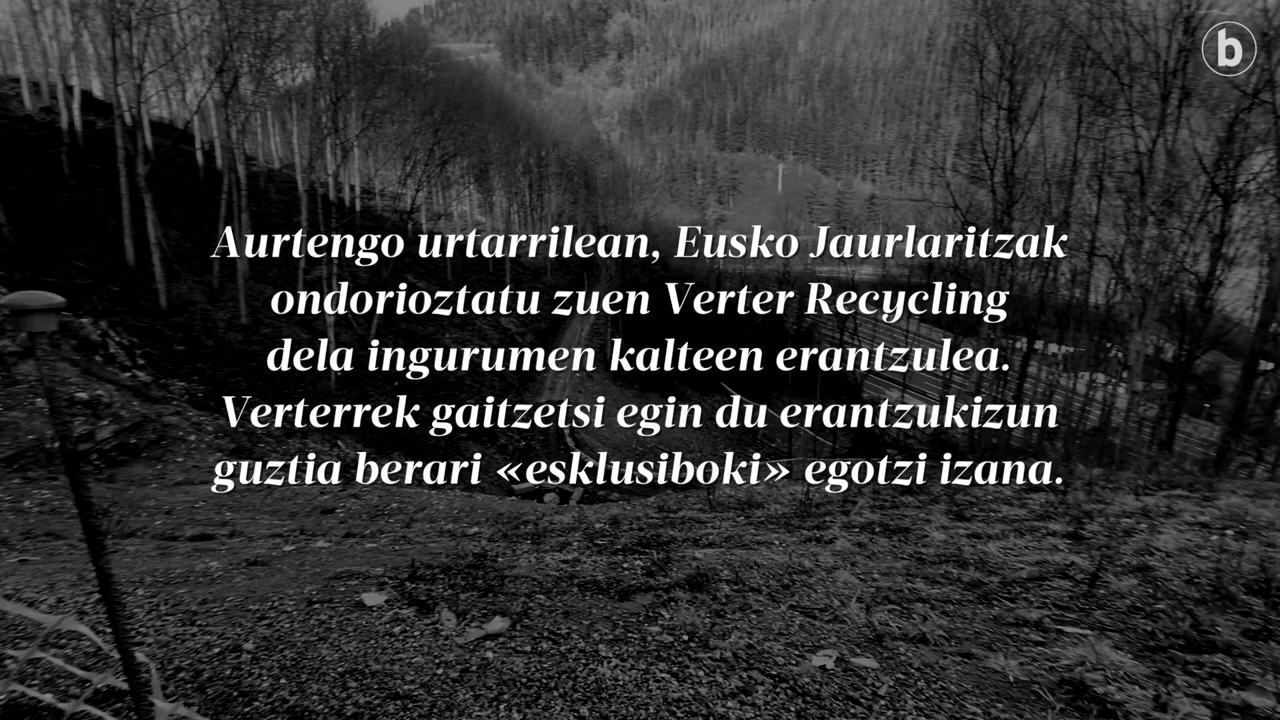 b
Aurtengo urtarrilean, Eusko Jaurlaritzak
ondorioztatu zuen Verter Recycling
dela ingurumen kalteen erantzulea.
Verterrek gaitzetsi egin du erantzukizun
guztia berari «esklusiboki» egotzi izana.